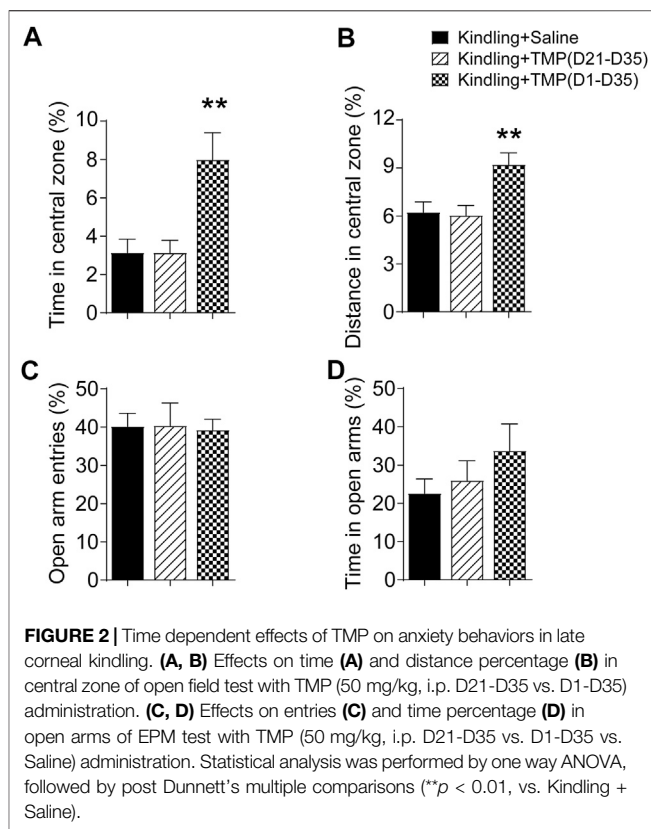 A
B
Kindling+Saline
Kindling+TMP(D21-D35)
Kindling+TMP(D1-D35)
Time in central zone (%)
10
8
6
4
2
0
**
Distance in central zone (%)
12
9
6
3
0
**
C
D
Open arm entries (%)
50
40
30
20
10
0
Time in open arms (%)
50
40
30
20
10
0
FIGURE 2 | Time dependent effects of TMP on anxiety behaviors in late
corneal kindling. (A, B) Effects on time (A) and distance percentage (B) in
central zone of open field test with TMP (50 mg/kg, i.p. D21-D35 vs. D1-D35)
administration. (C, D) Effects on entries (C) and time percentage (D) in
open arms of EPM test with TMP (50 mg/kg, i.p. D21-D35 vs. D1-D35 vs.
Saline) administration. Statistical analysis was performed by one way ANOVA,
followed by post Dunnett's multiple comparisons (**p < 0.01, vs. Kindling +
Saline).